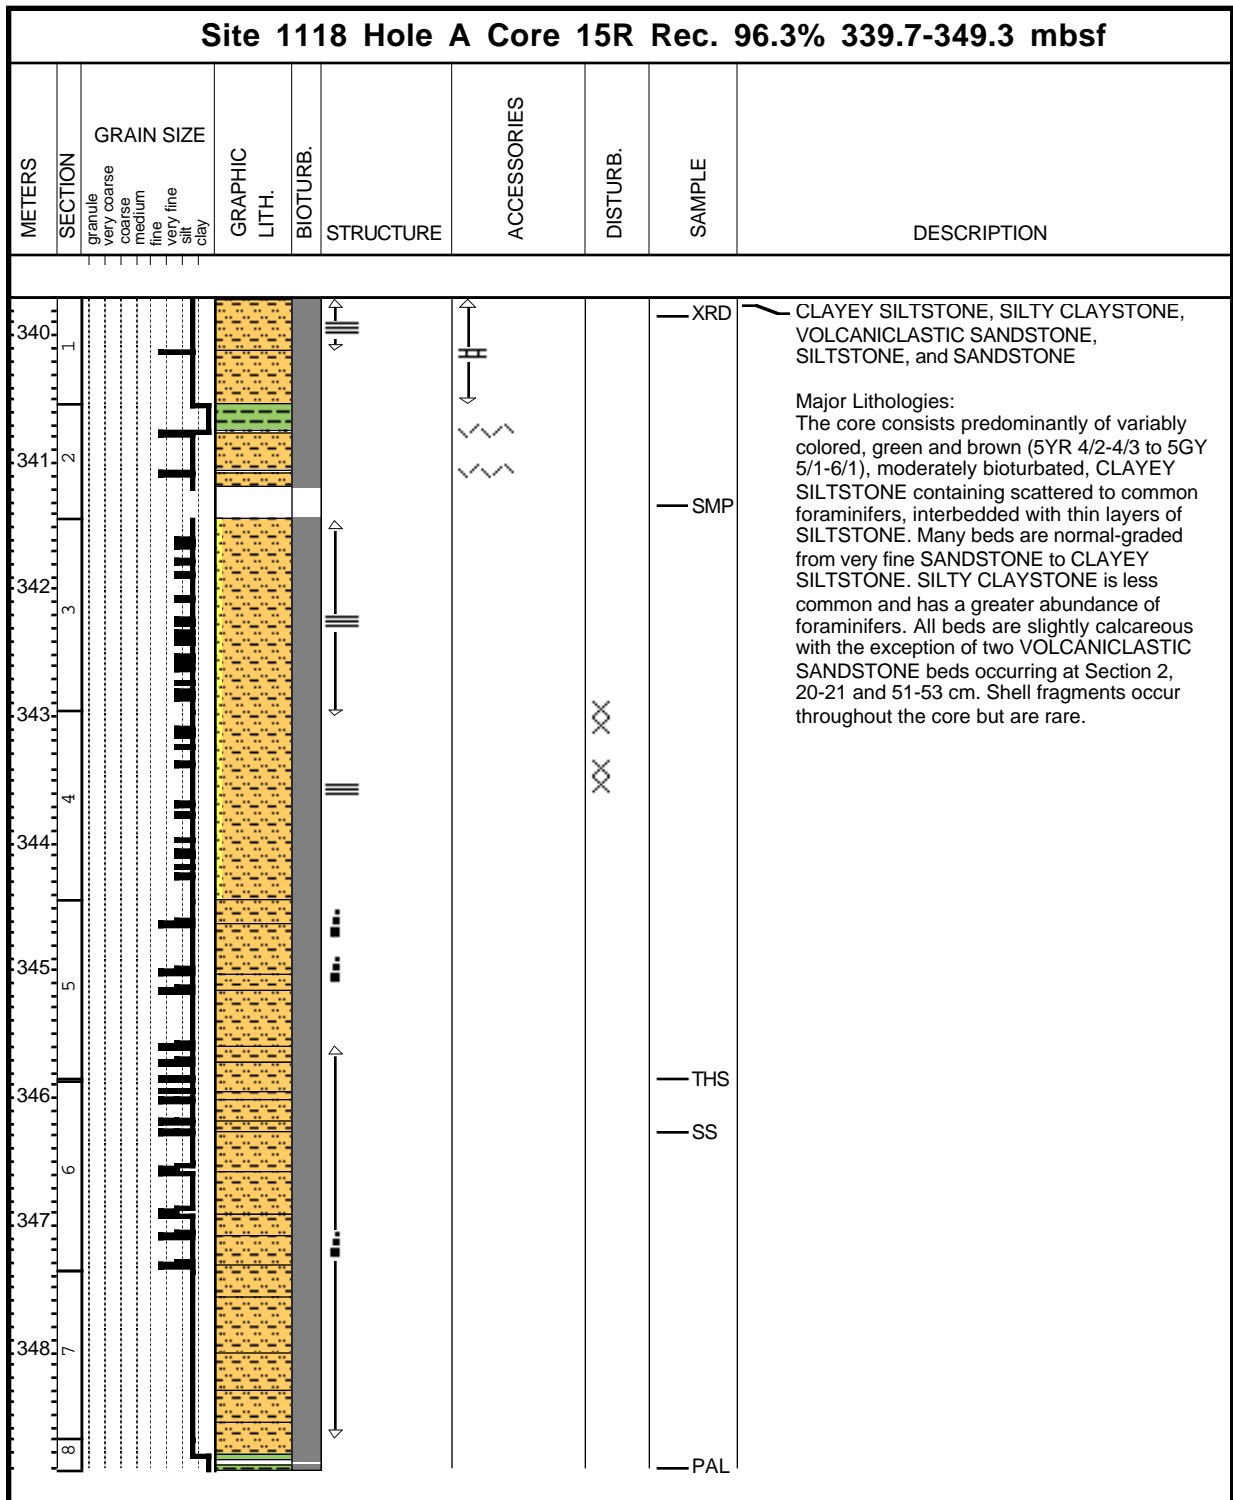 Site 1118 Hole A Core 15R Rec. 96.3% 339.7-349.3 mbsf
METERS
SECTION
GRAIN SIZE
granule
very coarse
coarse
medium
fine
very fine
silt
clay
GRAPHIC
LITH.
BIOTURB.
STRUCTURE
ACCESSORIES
DISTURB.
SAMPLE
DESCRIPTION
340
341
342
343
344
345
346
347
348
1
2
3
4
5
6
7
8
XRD
SMP
THS
SS
PAL
CLAYEY SILTSTONE, SILTY CLAYSTONE,
VOLCANICLASTIC SANDSTONE,
SILTSTONE, and SANDSTONE
Major Lithologies:
The core consists predominantly of variably
colored, green and brown (5YR 4/2-4/3 to 5GY
5/1-6/1), moderately bioturbated, CLAYEY
SILTSTONE containing scattered to common
foraminifers, interbedded with thin layers of
SILTSTONE. Many beds are normal-graded
from very fine SANDSTONE to CLAYEY
SILTSTONE. SILTY CLAYSTONE is less
common and has a greater abundance of
foraminifers. All beds are slightly calcareous
with the exception of two VOLCANICLASTIC
SANDSTONE beds occurring at Section 2,
20-21 and 51-53 cm. Shell fragments occur
throughout the core but are rare.